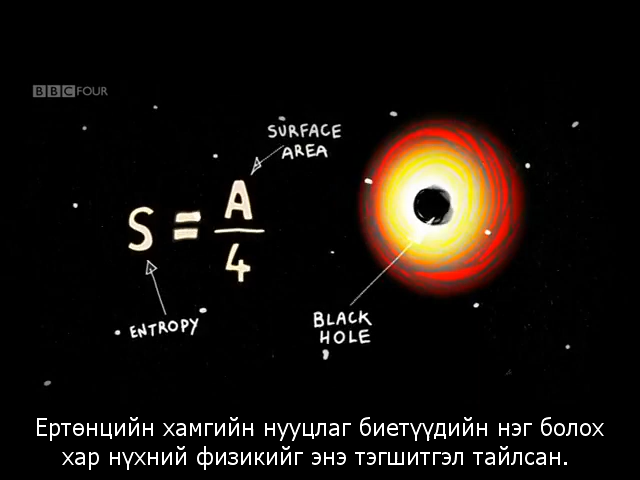 BBC FOUR
SURFACE
AREA
S = A
4
ENTROPY
BLACK
HOLE
Ертөнцийн хамгийн нууцлаг биетүүдийн нэг болох
хар нүхний физикийг энэ тэгшитгэл тайлсан.